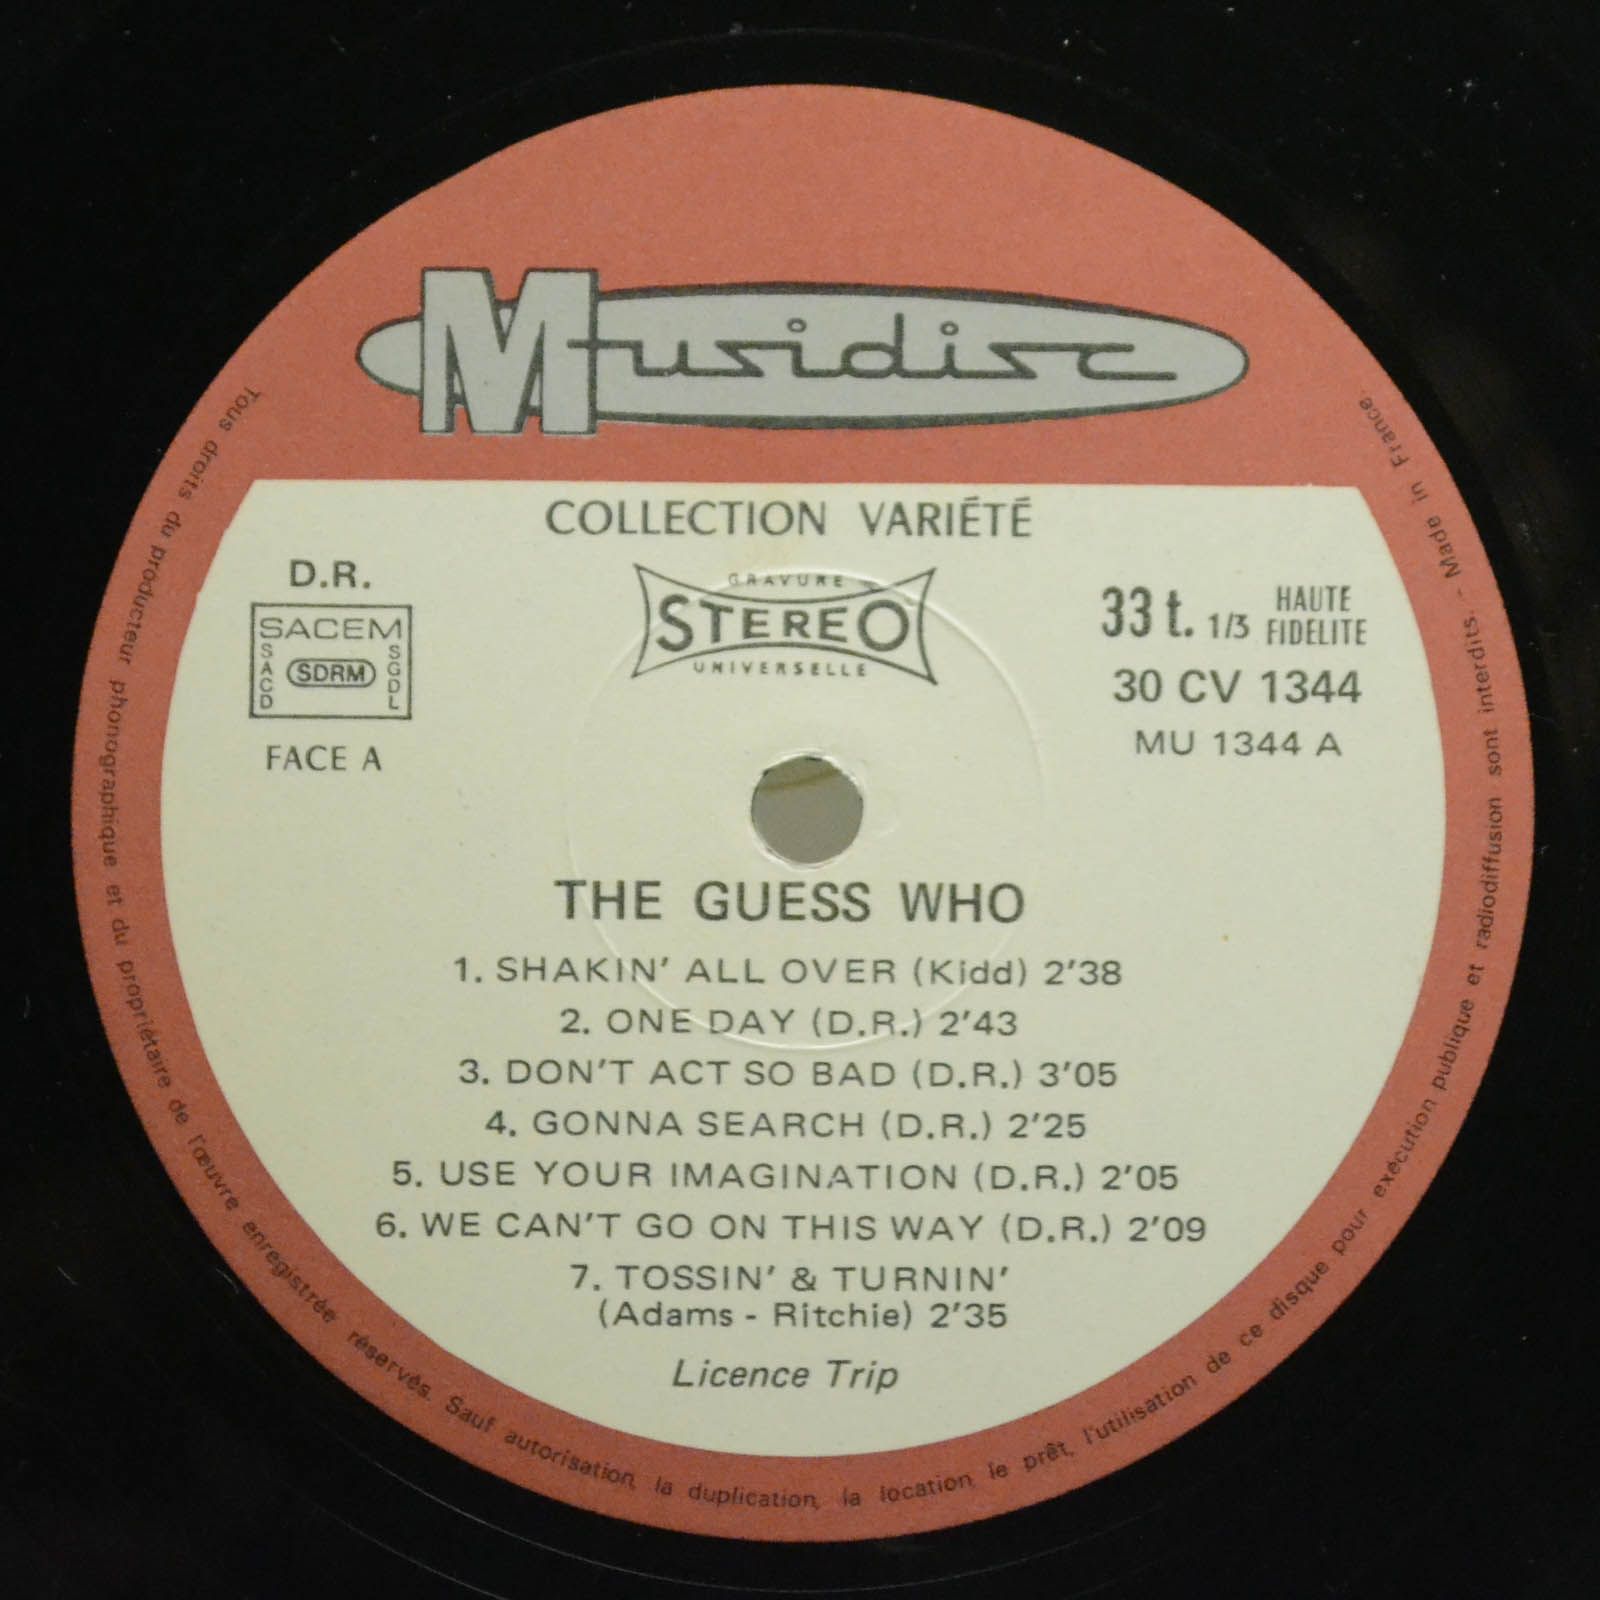 Musidisc
COLLECTION VARIÉTÉ
D.R.
SACEM
SACD
SDRM
SGDL
FACE A
GRAVURE
STEREO
UNIVERSELLE
33 t. 1/3 HAUTE FIDELITE
30 CV 1344
MU 1344 A
THE GUESS WHO
1. SHAKIN' ALL OVER (Kidd) 2'38
2. ONE DAY (D.R.) 2'43
3. DON'T ACT SO BAD (D.R.) 3'05
4. GONNA SEARCH (D.R.) 2'25
5. USE YOUR IMAGINATION (D.R.) 2'05
6. WE CAN'T GO ON THIS WAY (D.R.) 2'09
7. TOSSIN' & TURNIN'
(Adams - Ritchie) 2'35
Licence Trip
Tous droits du producteur phonographique et du propriétaire de l'œuvre enregistrée réservés. Sauf autorisation, la duplication, la location, le prêt, l'utilisation de ce disque pour exécution publique et radiodiffusion sont interdits. - Made in France.